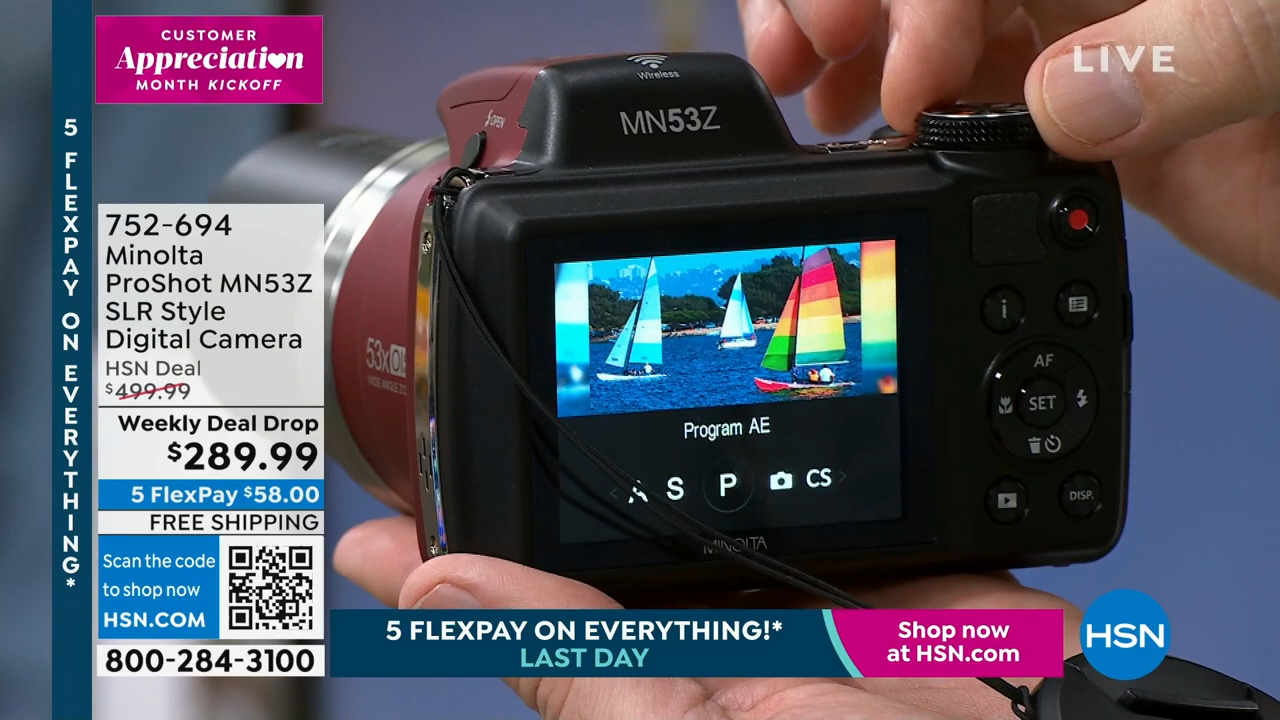 CUSTOMER
Appreciation
MONTH KICKOFF
LIVE
5 FLEXPAY ON EVERYTHING*
752-694
Minolta
ProShot MN53Z
SLR Style
Digital Camera
HSN Deal
$499.99
Weekly Deal Drop
$289.99
5 FlexPay $58.00
FREE SHIPPING
Scan the code
to shop now
HSN.COM
800-284-3100
Wireless
MN53Z
OPEN
53x
Program AE
S P CS
MINOLTA
i
AF
SET
DISP.
5 FLEXPAY ON EVERYTHING!*
LAST DAY
Shop now
at HSN.com
HSN